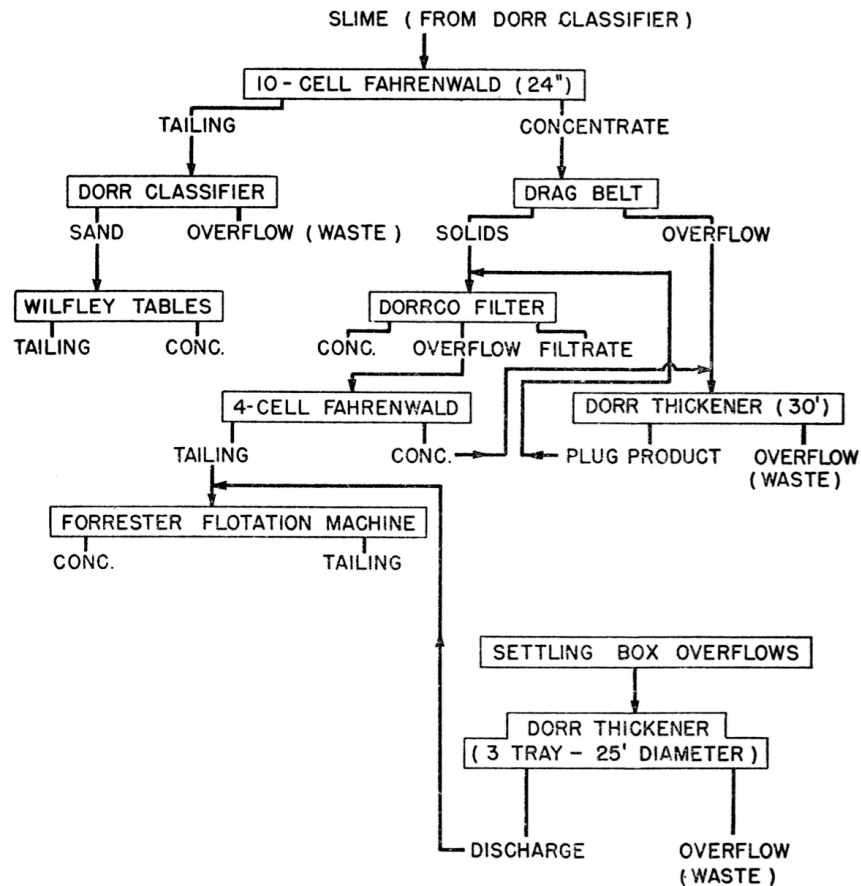 SLIME (FROM DORR CLASSIFIER)
10-CELL FAHRENWALD (24")
TAILING
CONCENTRATE
DORR CLASSIFIER
DRAG BELT
SAND
OVERFLOW (WASTE)
SOLIDS
OVERFLOW
WILFLEY TABLES
DORRCO FILTER
TAILING
CONC.
CONC.
OVERFLOW
FILTRATE
4-CELL FAHRENWALD
DORR THICKENER (30')
TAILING
CONC.
PLUG PRODUCT
OVERFLOW
(WASTE)
FORRESTER FLOTATION MACHINE
CONC.
TAILING
SETTLING BOX OVERFLOWS
DORR THICKENER
(3 TRAY - 25' DIAMETER)
DISCHARGE
OVERFLOW
(WASTE)